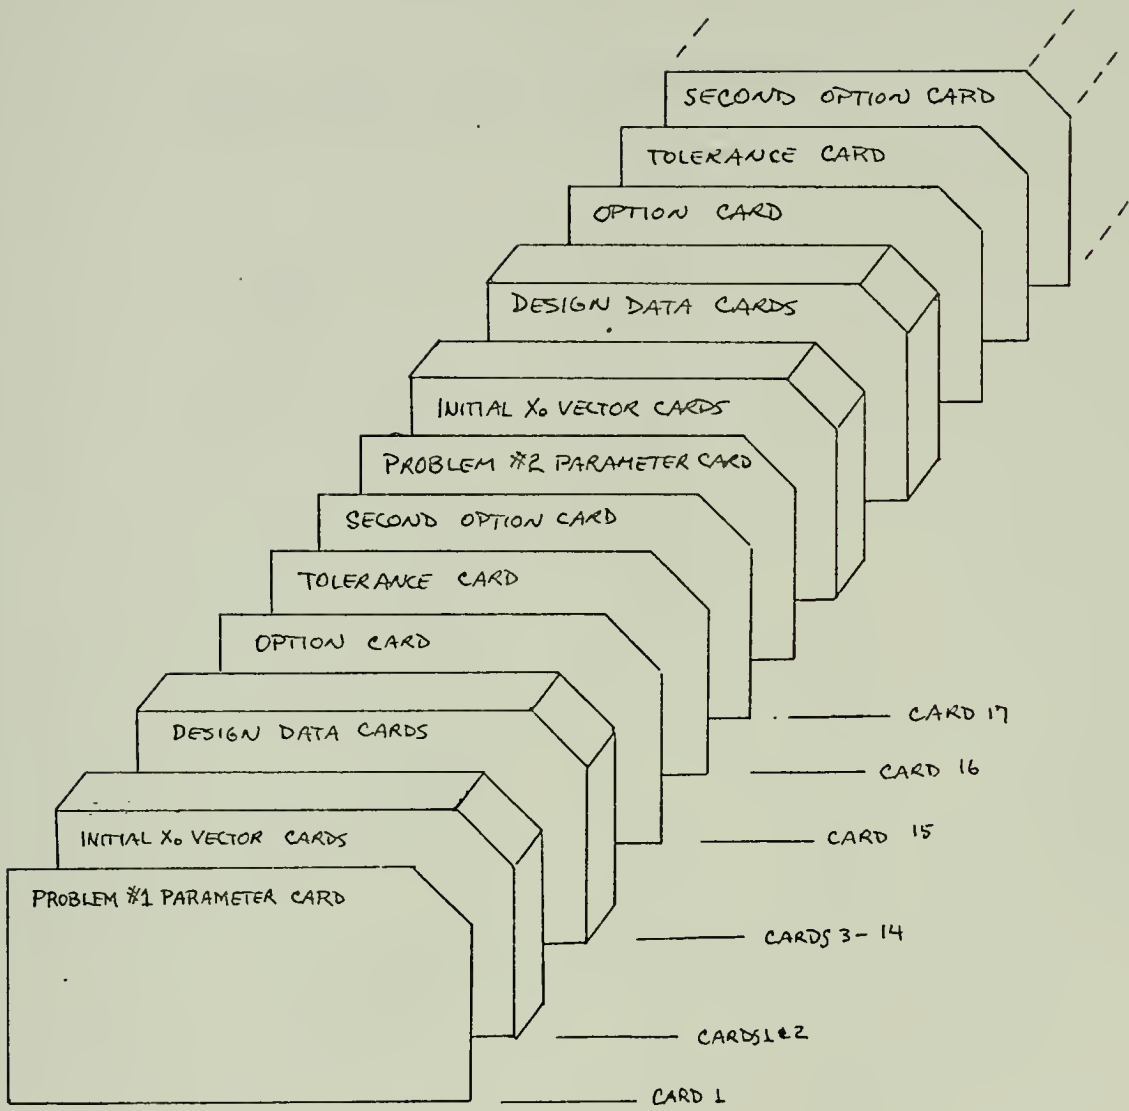 SECOND OPTION CARD
TOLERANCE CARD
OPTION CARD
DESIGN DATA CARDS
INITIAL X₀ VECTOR CARDS
PROBLEM #2 PARAMETER CARD
SECOND OPTION CARD
TOLERANCE CARD
OPTION CARD
DESIGN DATA CARDS
INITIAL X₀ VECTOR CARDS
PROBLEM #1 PARAMETER CARD
CARD 17
CARD 16
CARD 15
CARDS 3-14
CARDS 1&2
CARD 1